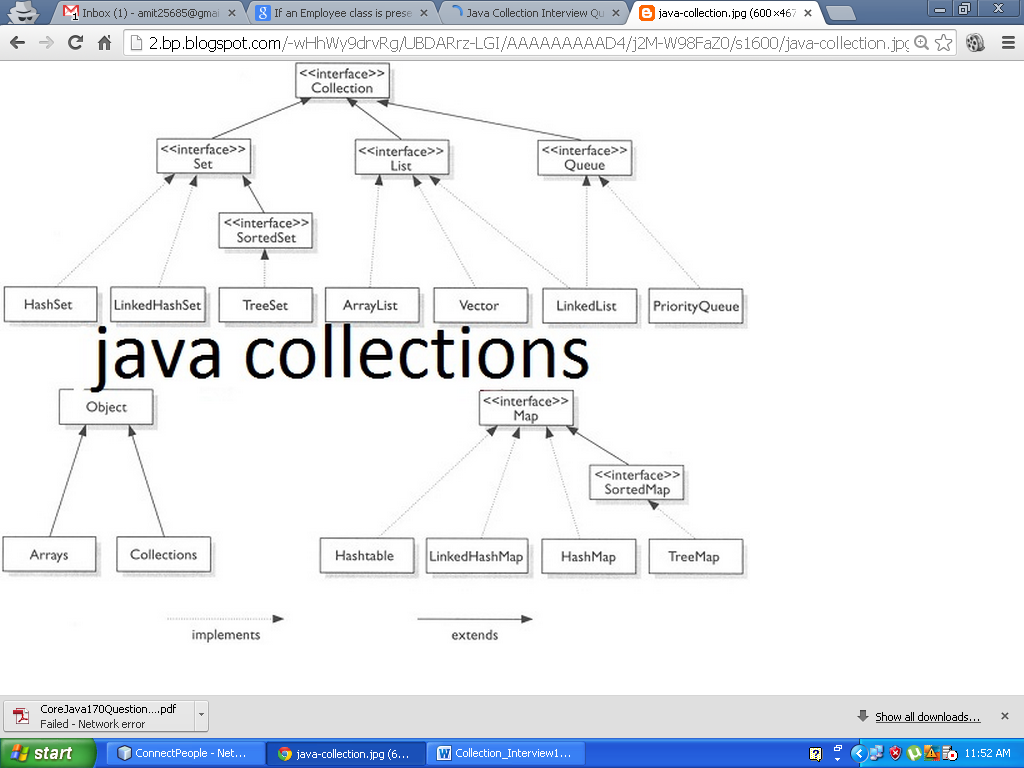 Inbox (1) - amit25685@gmai
If an Employee class is prese
Java Collection Interview Qu
java-collection.jpg (600×467
2.bp.blogspot.com/-wHhWy9drvRg/UBDARrz-LGI/AAAAAAAAAD4/j2M-W98FaZ0/s1600/java-collection.jpg
<<interface>>
Collection
<<interface>> <<interface>> <<interface>>
Set List Queue
<<interface>>
SortedSet
HashSet LinkedHashSet TreeSet ArrayList Vector LinkedList PriorityQueue
java collections
Object
<<interface>>
Map
<<interface>>
SortedMap
Arrays Collections Hashtable LinkedHashMap HashMap TreeMap
implements extends
CoreJava170Question....pdf
Failed - Network error
Show all downloads...
start ConnectPeople - Net... java-collection.jpg (6... Collection_Interview1... 11:52 AM